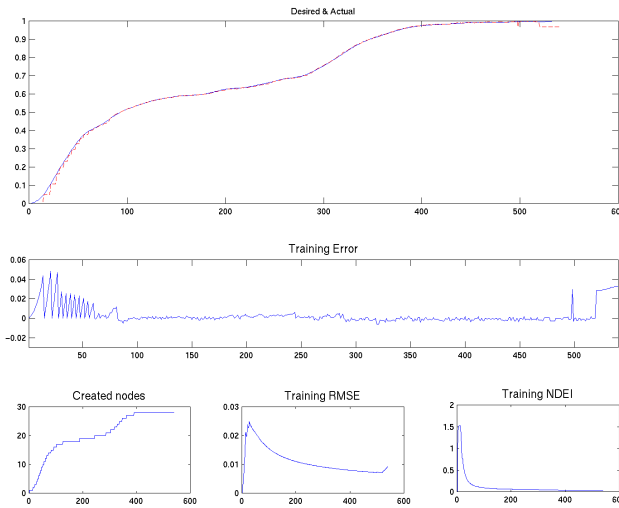 Desired & Actual
1
0.9
0.8
0.7
0.6
0.5
0.4
0.3
0.2
0.1
0
0 100 200 300 400 500 60
Training Error
0.06
0.04
0.02
0
−0.02
50 100 150 200 250 300 350 400 450 500
Created nodes
30
20
10
0
0 200 400 600
Training RMSE
0.03
0.02
0.01
0
0 200 400 600
Training NDEI
2
1.5
1
0.5
0
0 200 400 600